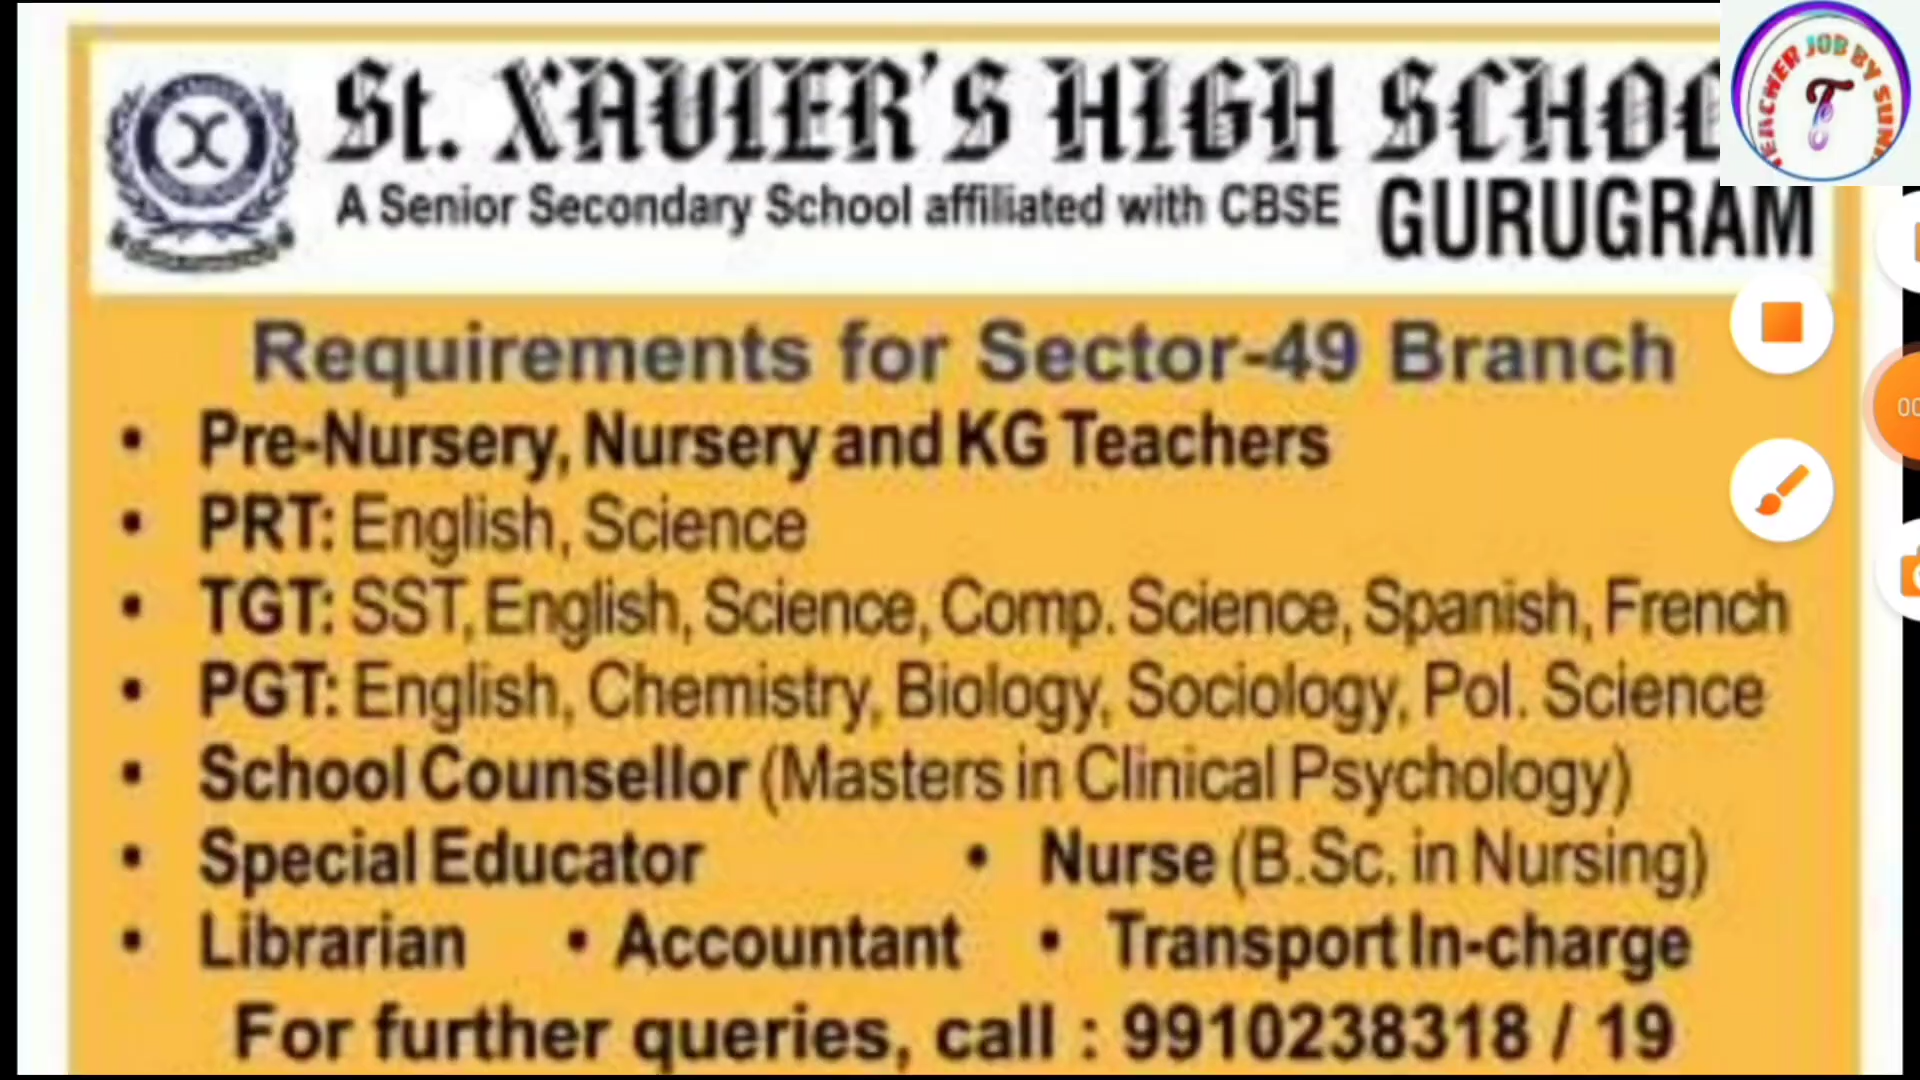 St. XAVIER'S HIGH
A Senior Secondary School affiliated with CBSE GURUGRAM
TEACHER JOB BY
T
X
Requirements for Sector-49 Branch
• Pre-Nursery, Nursery and KG Teachers
• PRT: English, Science
• TGT: SST, English, Science, Comp. Science, Spanish, French
• PGT: English, Chemistry, Biology, Sociology, Pol. Science
• School Counsellor (Masters in Clinical Psychology)
• Special Educator • Nurse (B.Sc. in Nursing)
• Librarian • Accountant • Transport In-charge
For further queries, call : 9910238318 / 19